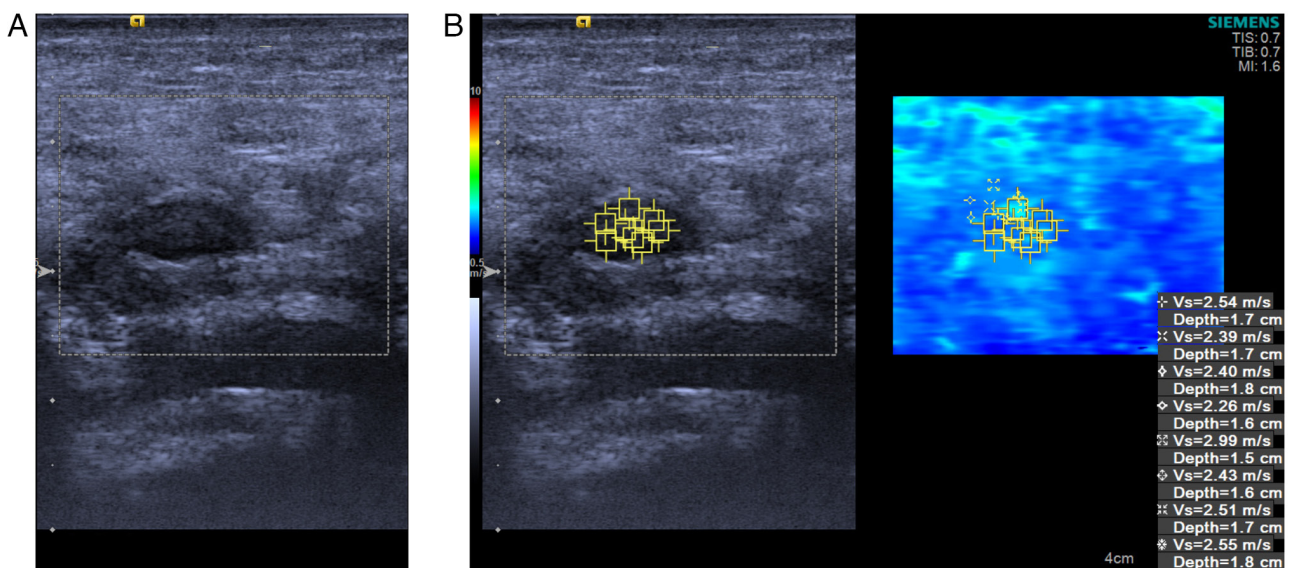 A
B
SIEMENS
TIS: 0.7
TIB: 0.7
MI: 1.6
10
0.5
m/s
Vs=2.54 m/s
Depth=1.7 cm
Vs=2.39 m/s
Depth=1.7 cm
Vs=2.40 m/s
Depth=1.8 cm
Vs=2.26 m/s
Depth=1.6 cm
Vs=2.99 m/s
Depth=1.5 cm
Vs=2.43 m/s
Depth=1.6 cm
Vs=2.51 m/s
Depth=1.7 cm
Vs=2.55 m/s
Depth=1.8 cm
4cm